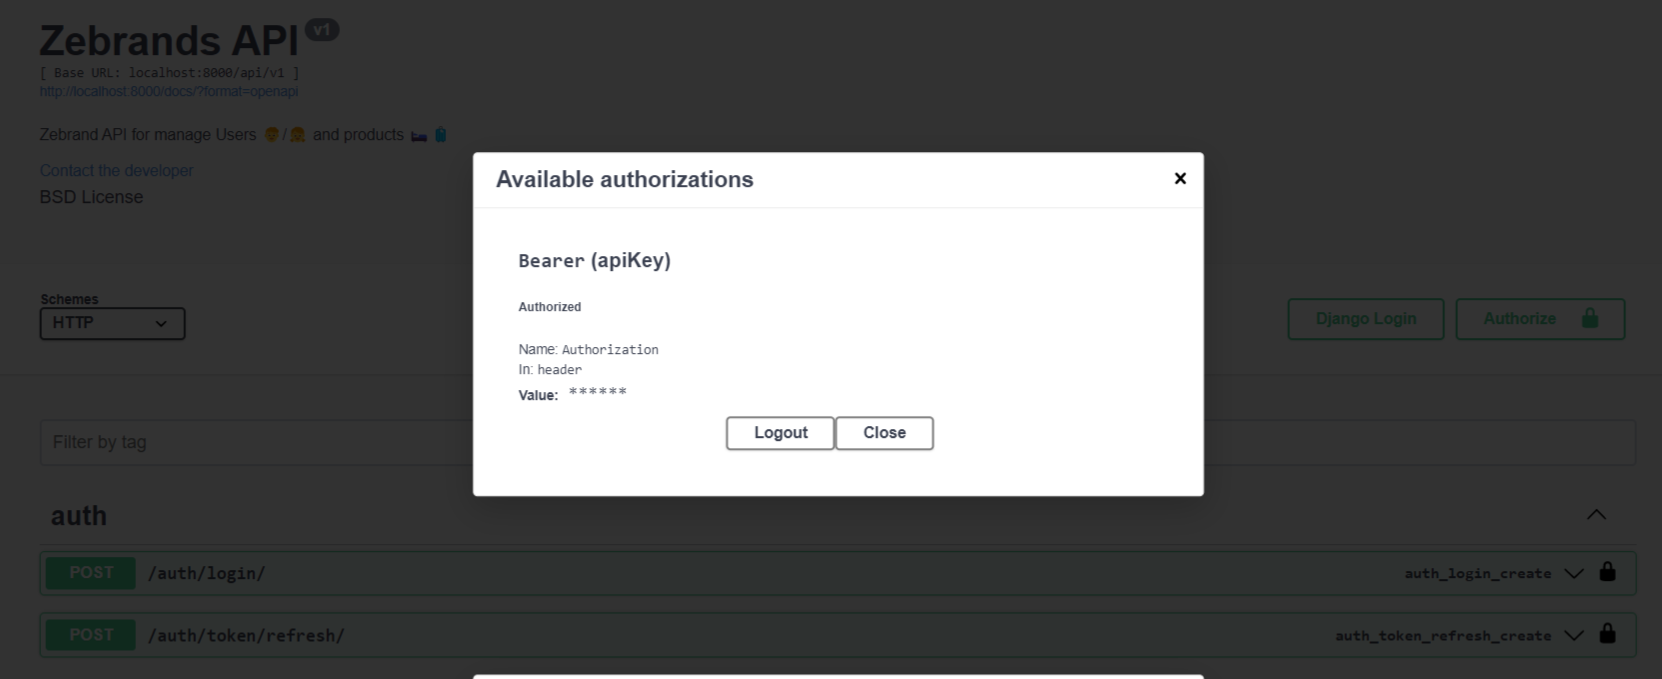 Zebrands API v1
[ Base URL: localhost:8000/api/v1 ]
http://localhost:8000/docs/?format=openapi
Zebrand API for manage Users 👨/👩 and products 🛏️ 🧴
Contact the developer
BSD License
Available authorizations
Bearer (apiKey)
Authorized
Name: Authorization
In: header
Value: ******
Logout Close
Schemes
HTTP
Django Login Authorize
Filter by tag
auth
POST /auth/login/ auth_login_create
POST /auth/token/refresh/ auth_token_refresh_create